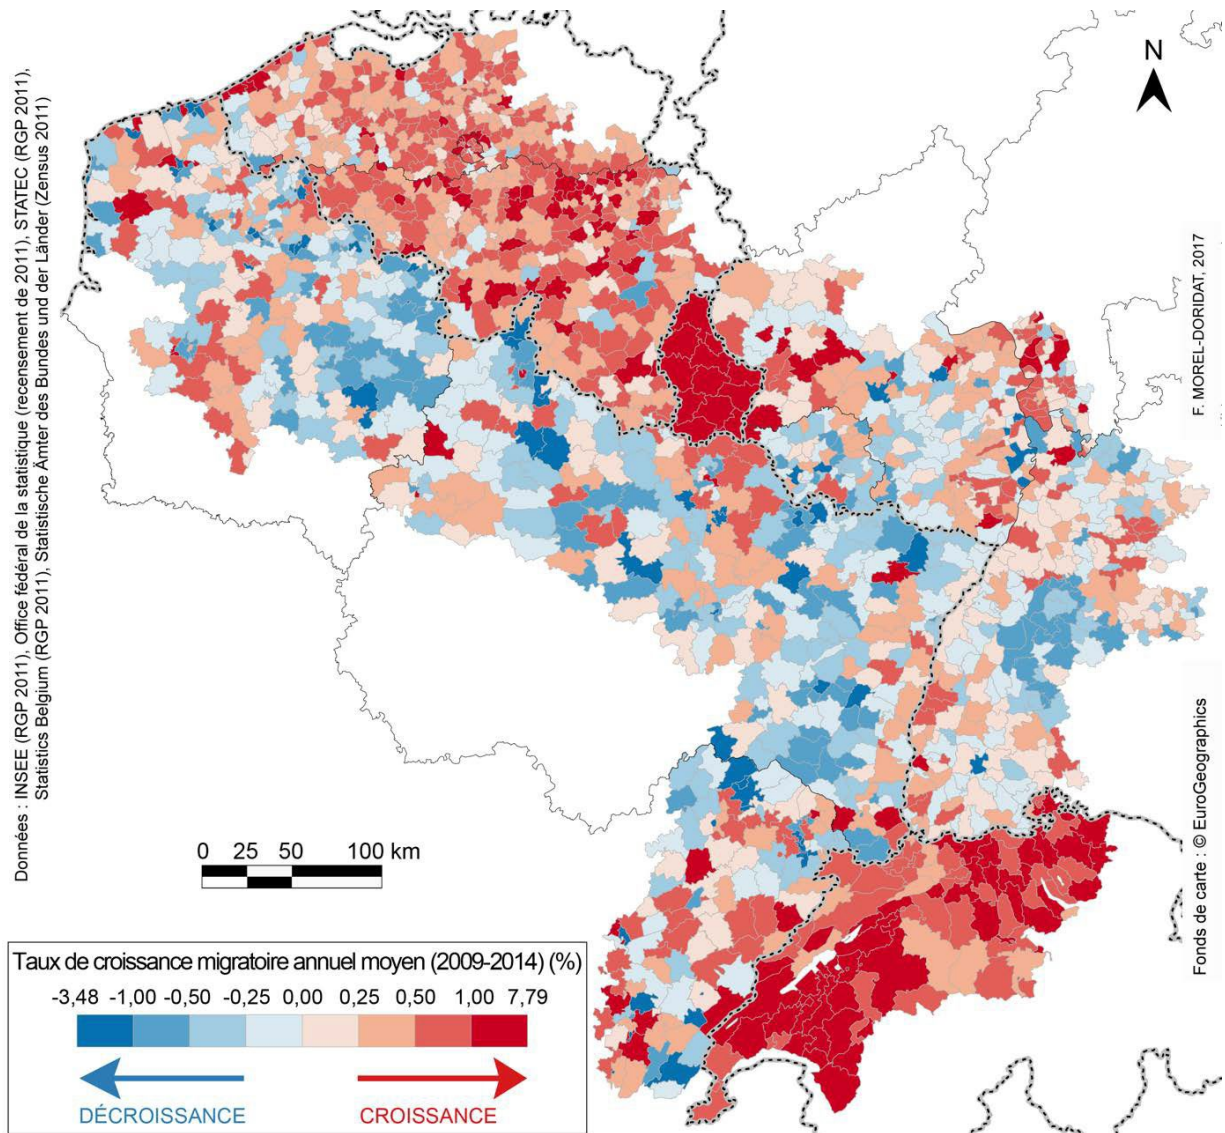 Données : INSEE (RGP 2011), Office fédéral de la statistique (recensement de 2011), STATEC (RGP 2011),
Statistics Belgium (RGP 2011), Statistische Ämter des Bundes und der Länder (Zensus 2011)
N
F. MOREL-DORIDAT, 2017
0 25 50 100 km
Fonds de carte : © EuroGeographics
Taux de croissance migratoire annuel moyen (2009-2014) (%)
-3,48 -1,00 -0,50 -0,25 0,00 0,25 0,50 1,00 7,79
DÉCROISSANCE CROISSANCE